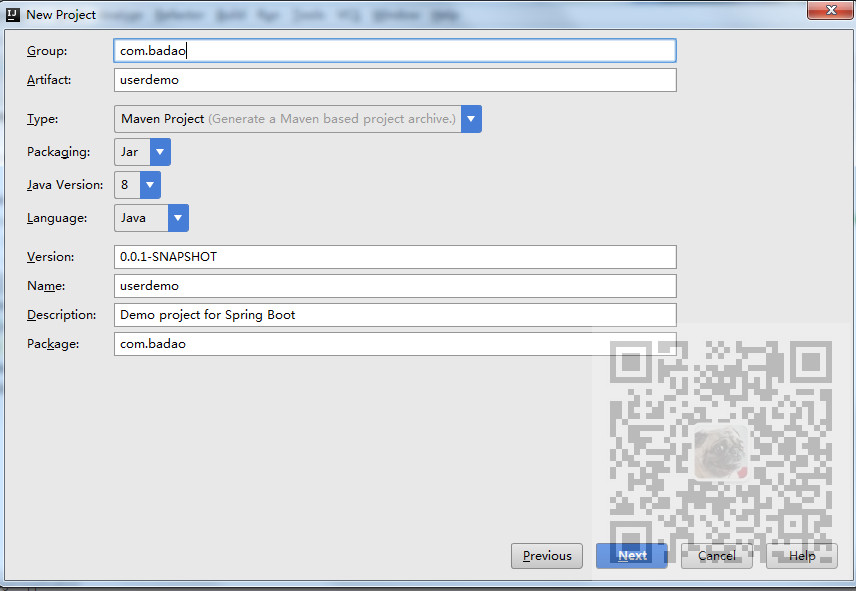 New Project
Group: com.badao
Artifact: userdemo
Type: Maven Project (Generate a Maven based project archive.)
Packaging: Jar
Java Version: 8
Language: Java
Version: 0.0.1-SNAPSHOT
Name: userdemo
Description: Demo project for Spring Boot
Package: com.badao
Previous Next Cancel Help